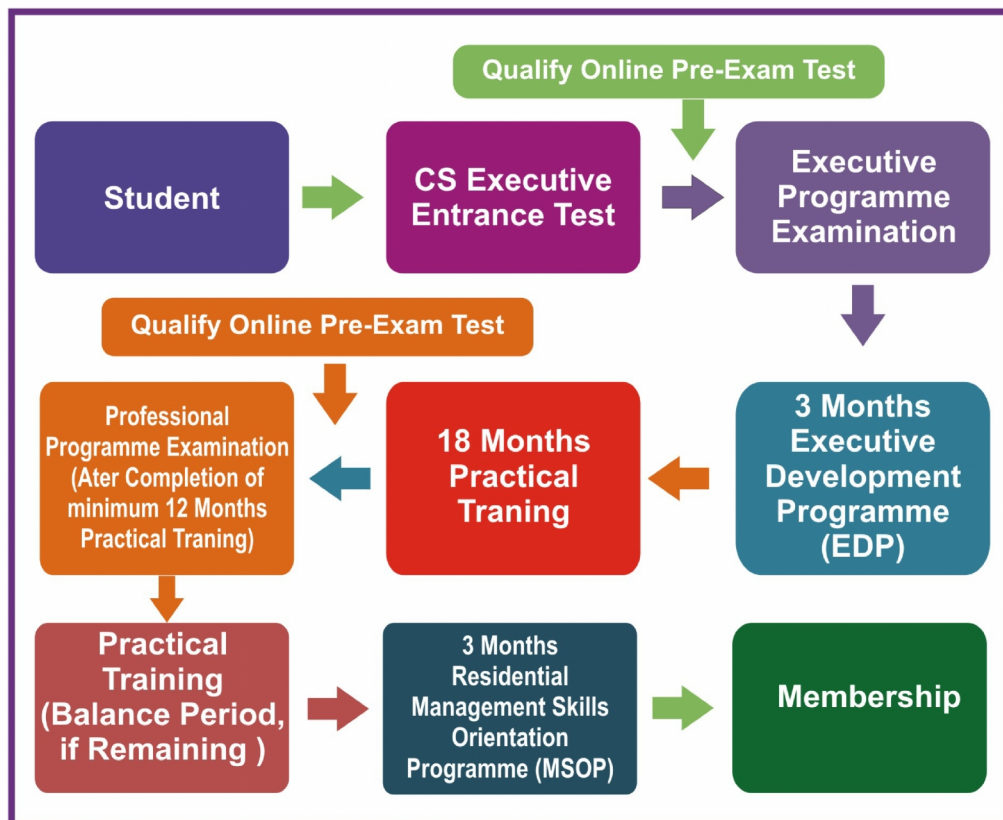 Qualify Online Pre-Exam Test
Student
CS Executive
Entrance Test
Executive
Programme
Examination
Qualify Online Pre-Exam Test
3 Months
Executive
Development
Programme
(EDP)
18 Months
Practical
Traning
Professional
Programme Examination
(Ater Completion of
minimum 12 Months
Practical Traning)
Practical
Training
(Balance Period,
if Remaining )
3 Months
Residential
Management Skills
Orientation
Programme (MSOP)
Membership